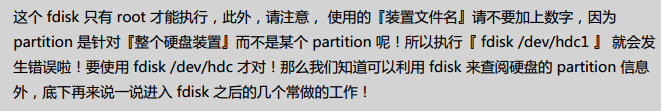 这个 fdisk 只有 root 才能执行，此外，请注意， 使用的『装置文件名』请不要加上数字，因为
partition 是针对『整个硬盘装置』而不是某个 partition 呢！所以执行『 fdisk /dev/hdc1 』 就会发
生错误啦！要使用 fdisk /dev/hdc 才对！那么我们知道可以利用 fdisk 来查阅硬盘的 partition 信息
外，底下再来说一说进入 fdisk 之后的几个常做的工作！